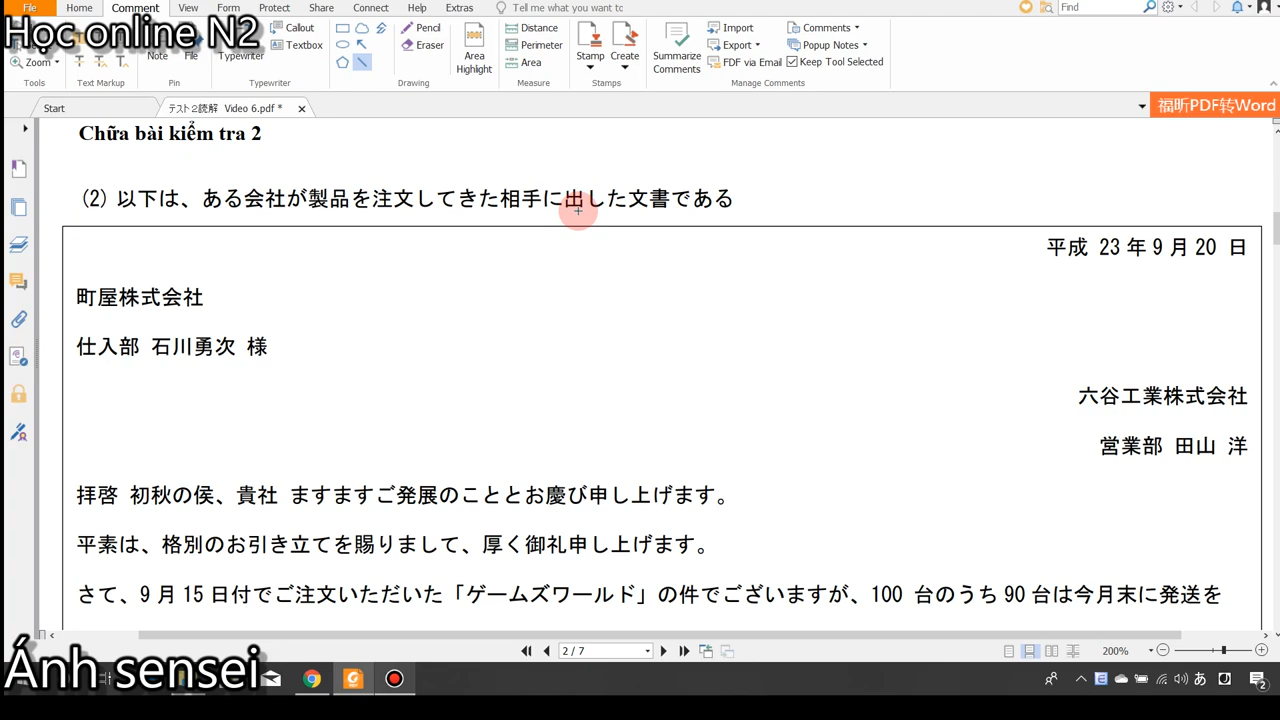 File Home Comment View Form Protect Share Connect Help Extras Tell me what you want to Find
Học online N2
Callout Pencil Distance Import Comments
File Textbox Eraser Perimeter Export Popup Notes
Zoom Note File Typewriter Area Highlight Area Stamp Create Summarize Comments FDF via Email Keep Tool Selected
Tools Text Markup Pin Typewriter Drawing Measure Stamps Manage Comments
Start テスト2読解 Video 6.pdf * 福昕PDF转Word
Chữa bài kiểm tra 2
(2) 以下は、ある会社が製品を注文してきた相手に出した文書である
平成 23年9月20 日
町屋株式会社
仕入部 石川勇次 様
六谷工業株式会社
営業部 田山 洋
拝啓 初秋の侯、貴社 ますますご発展のこととお慶び申し上げます。
平素は、格別のお引き立てを賜りまして、厚く御礼申し上げます。
さて、9月15日付でご注文いただいた「ゲームズワールド」の件でございますが、100 台のうち90台は今月末に発送を
2 / 7 200%
Ánh sensei
あ 2